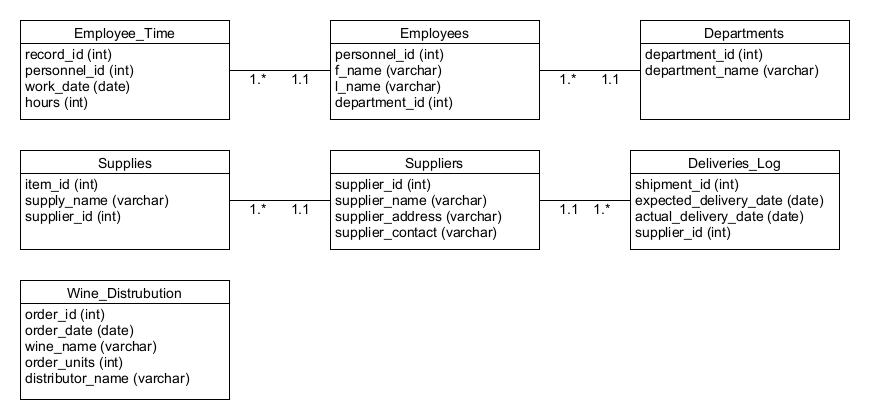 Employee_Time
record_id (int)
personnel_id (int)
work_date (date)
hours (int)
1.*
1.1
Employees
personnel_id (int)
f_name (varchar)
l_name (varchar)
department_id (int)
1.*
1.1
Departments
department_id (int)
department_name (varchar)
Supplies
item_id (int)
supply_name (varchar)
supplier_id (int)
1.*
1.1
Suppliers
supplier_id (int)
supplier_name (varchar)
supplier_address (varchar)
supplier_contact (varchar)
1.1
1.*
Deliveries_Log
shipment_id (int)
expected_delivery_date (date)
actual_delivery_date (date)
supplier_id (int)
Wine_Distrubution
order_id (int)
order_date (date)
wine_name (varchar)
order_units (int)
distributor_name (varchar)